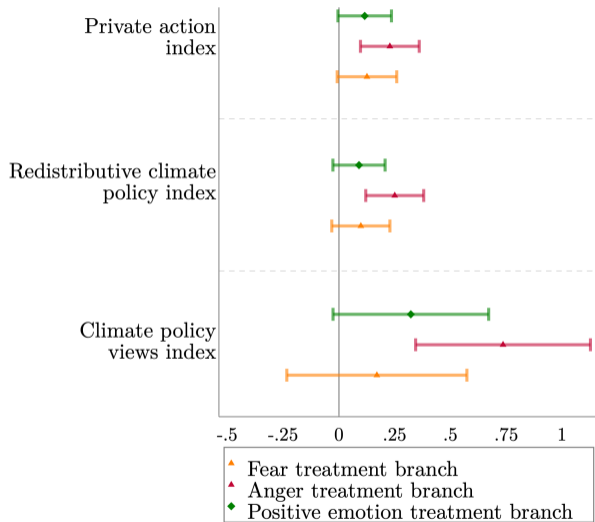 Private action
index
Redistributive climate
policy index
Climate policy
views index
-.5 -.25 0 .25 .5 .75 1
Fear treatment branch
Anger treatment branch
Positive emotion treatment branch